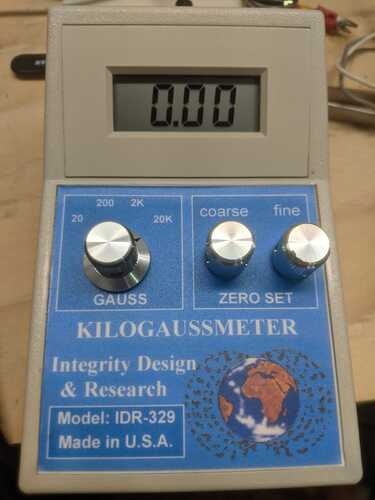 0.00
200 2K
20 20K
GAUSS
coarse fine
ZERO SET
KILOGAUSSMETER
Integrity Design
& Research
Model: IDR-329
Made in U.S.A.